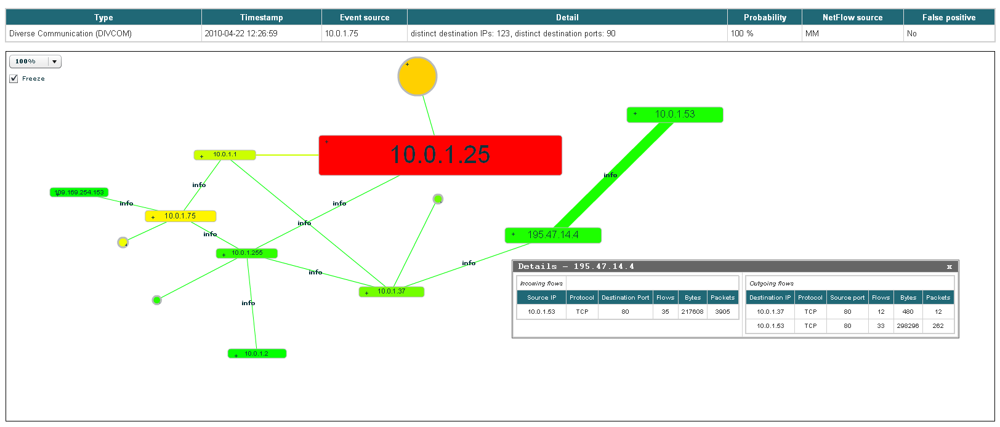 Type Timestamp Event source Detail Probability NetFlow source False positive
Diverse Communication (DIVCOM) 2010-04-22 12:26:59 10.0.1.75 distinct destination IPs: 123, distinct destination ports: 90 100 % MM No
100%
Freeze
+
+ 10.0.1.53
+ 10.0.1.25
+ 10.0.1.1
info
info
109.169.254.153
info
info
+ 10.0.1.75
info
info
+ 195.47.14.4
+ 10.0.1.255
info
info
+ 10.0.1.37
info
+ 10.0.1.2
Details – 195.47.14.4 x
Incoming flows
Source IP Protocol Destination Port Flows Bytes Packets
10.0.1.53 TCP 80 35 217608 3905
Outgoing flows
Destination IP Protocol Source port Flows Bytes Packets
10.0.1.37 TCP 80 12 480 12
10.0.1.53 TCP 80 33 298296 262